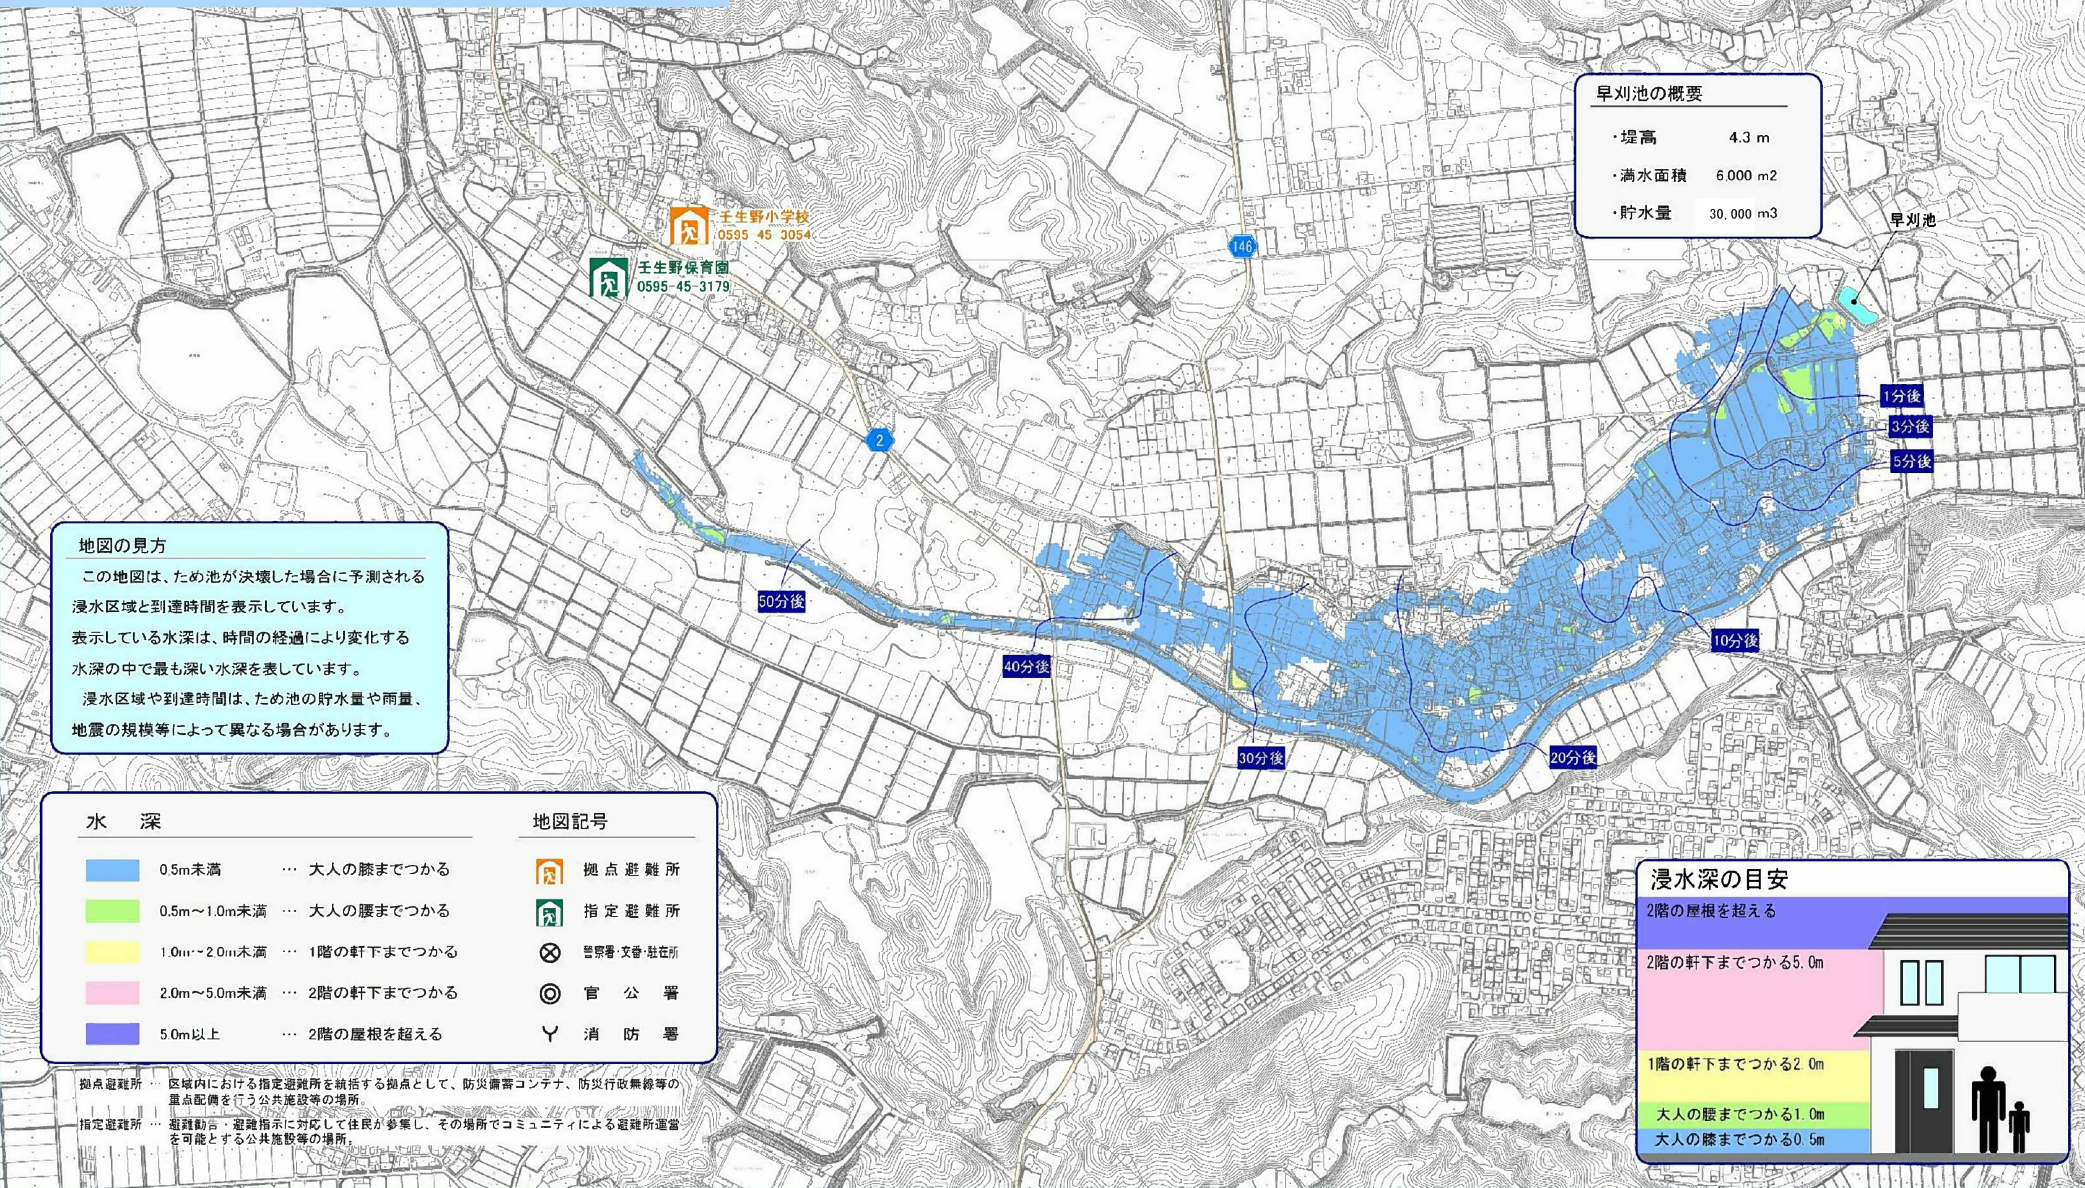 早刈池の概要
・堤高 4.3 m
・満水面積 6,000 m2
・貯水量 30,000 m3
早刈池
壬生野小学校
0595-45-3054
壬生野保育園
0595-45-3179
146
2
1分後
3分後
5分後
10分後
20分後
30分後
40分後
50分後
地図の見方
この地図は、ため池が決壊した場合に予測される
浸水区域と到達時間を表示しています。
表示している水深は、時間の経過により変化する
水深の中で最も深い水深を表しています。
浸水区域や到達時間は、ため池の貯水量や雨量、
地震の規模等によって異なる場合があります。
水 深
0.5m未満 … 大人の膝までつかる
0.5m～1.0m未満 … 大人の腰までつかる
1.0m～2.0m未満 … 1階の軒下までつかる
2.0m～5.0m未満 … 2階の軒下までつかる
5.0m以上 … 2階の屋根を超える
地図記号
拠点避難所
指定避難所
警察署・交番・駐在所
官公署
消防署
拠点避難所 … 区域内における指定避難所を統括する拠点として、防災備蓄コンテナ、防災行政無線等の
重点配備を行う公共施設等の場所。
指定避難所 … 避難勧告・避難指示に対応して住民が参集し、その場所でコミュニティによる避難所運営
を可能とする公共施設等の場所。
浸水深の目安
2階の屋根を超える
2階の軒下までつかる5.0m
1階の軒下までつかる2.0m
大人の腰までつかる1.0m
大人の膝までつかる0.5m